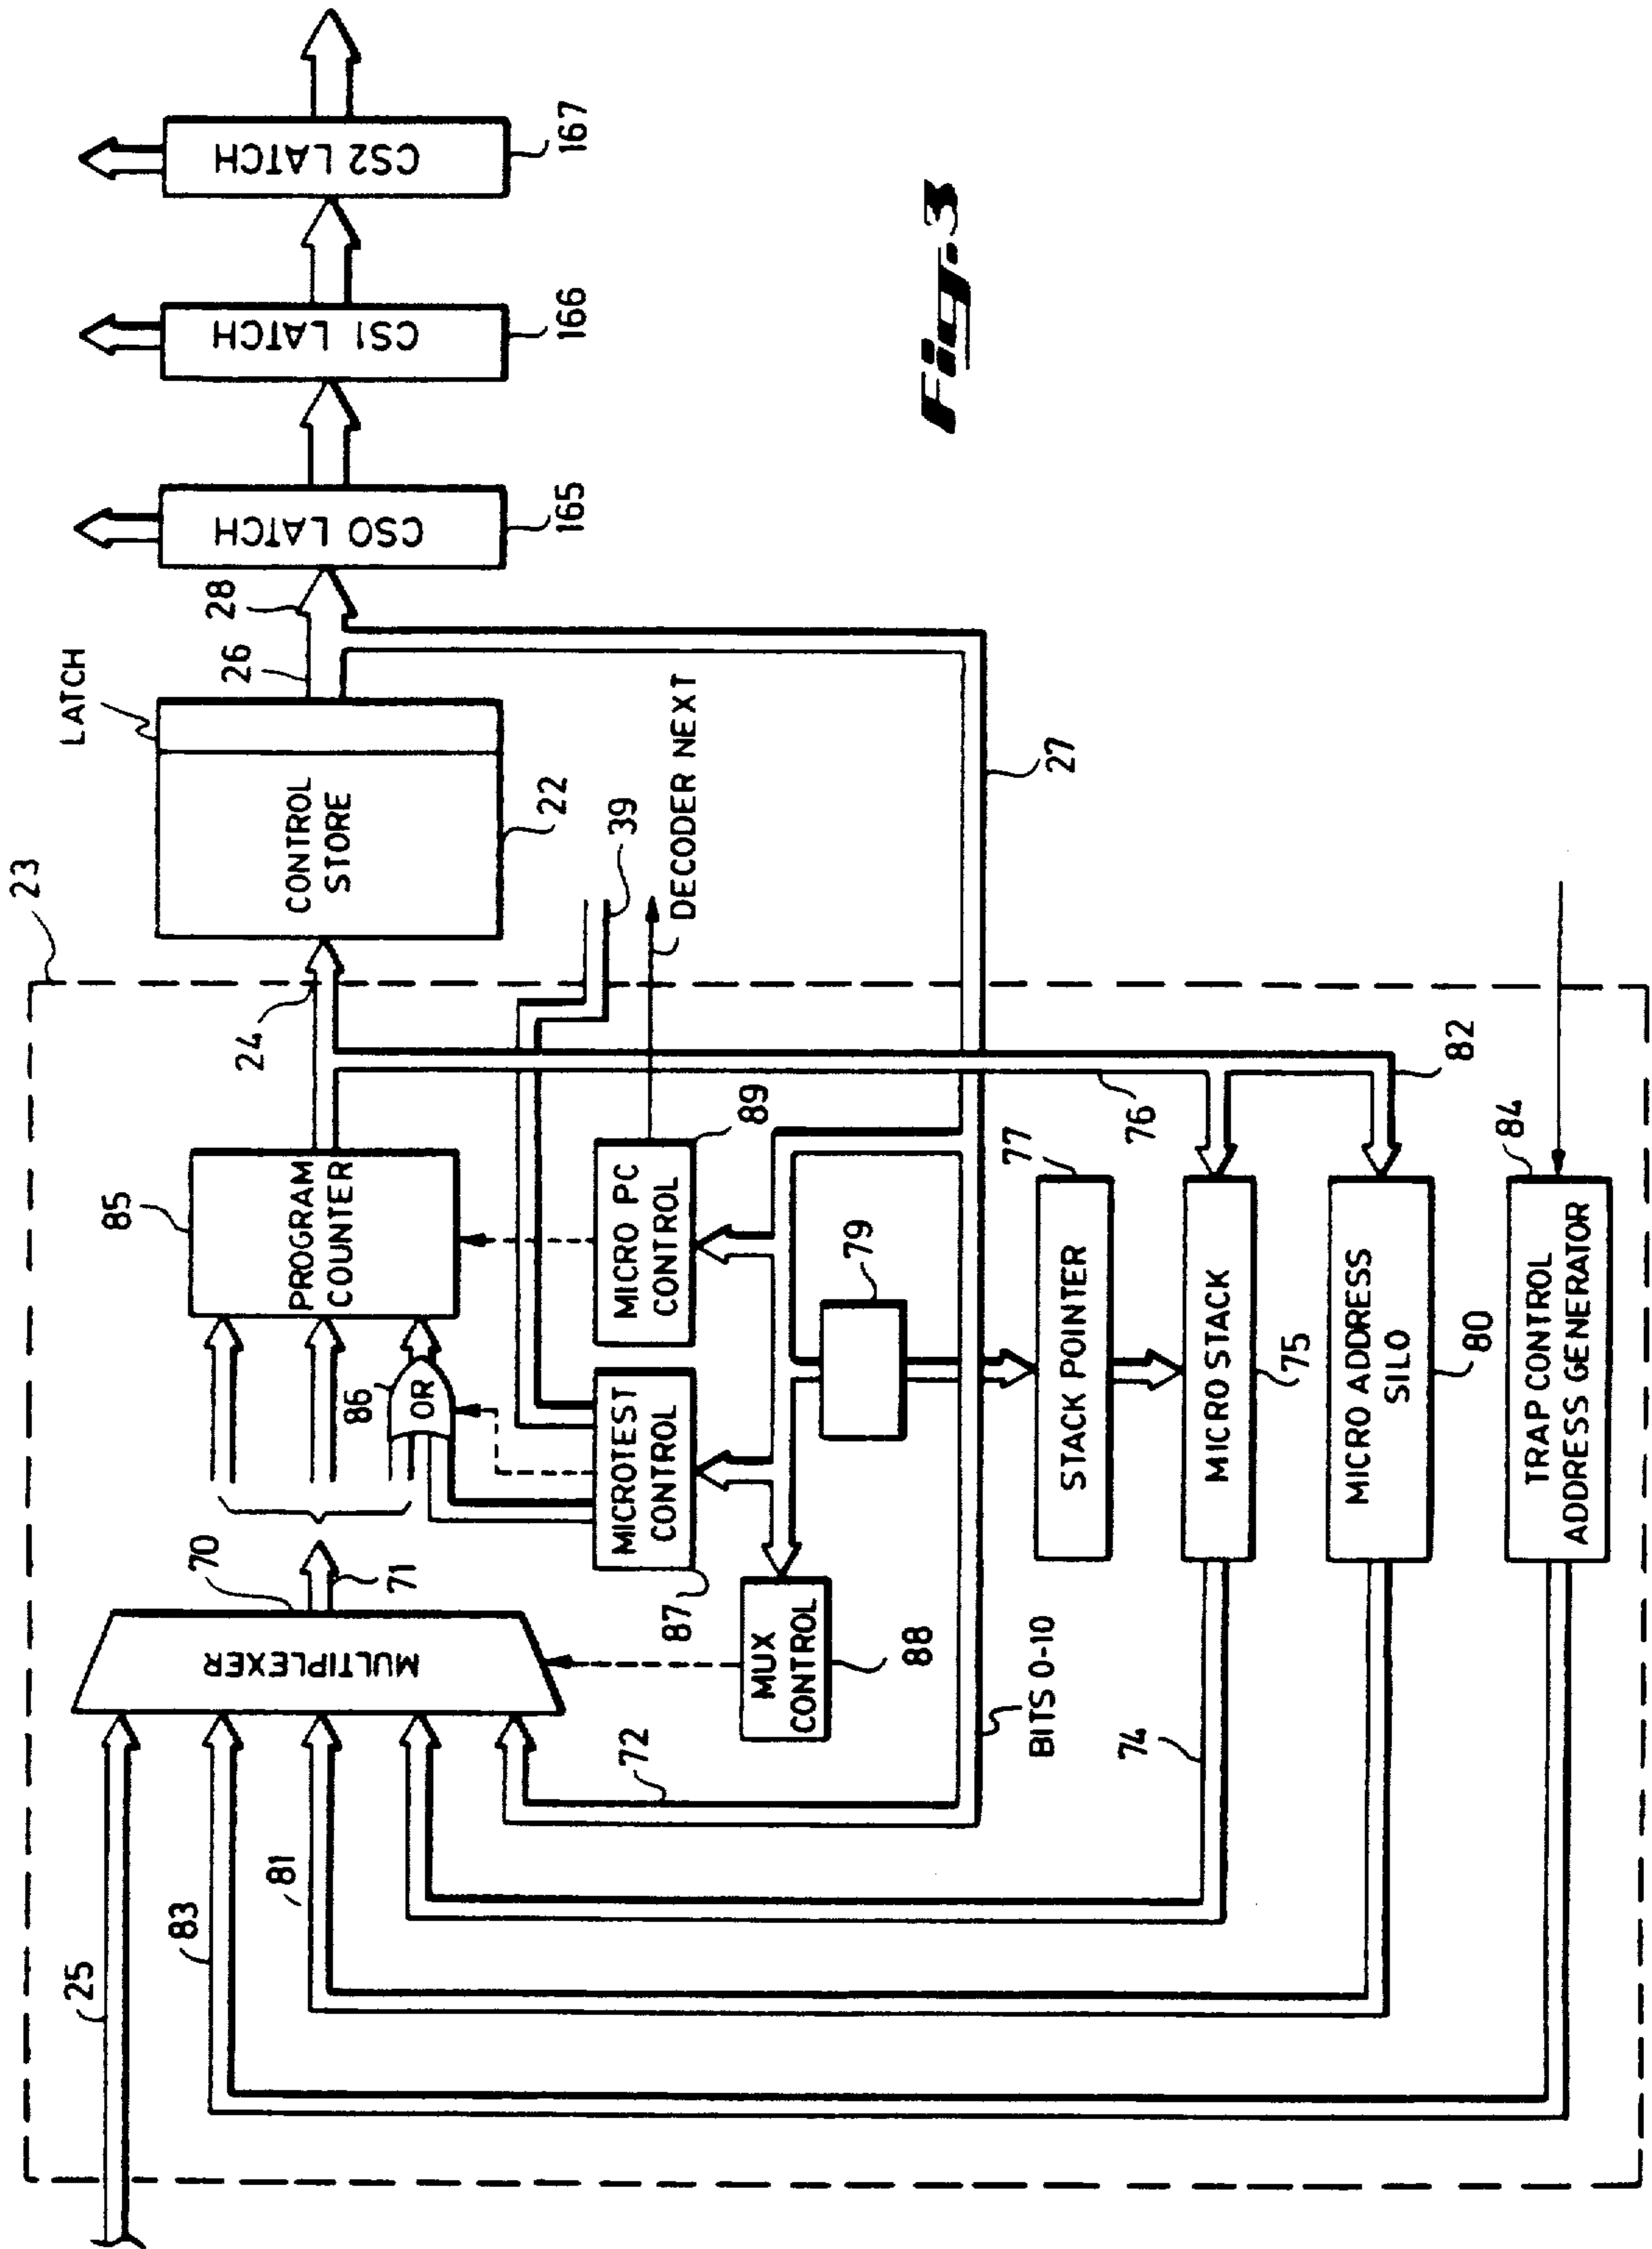 23
25
83
81
72
74
70
MULTIPLEXER
71
85
PROGRAM
COUNTER
24
86
OR
87
MICROTEST
CONTROL
89
MICRO PC
CONTROL
MUX
CONTROL
88
79
77
STACK POINTER
MICRO STACK
75
76
MICRO ADDRESS
SILO
80
82
84
TRAP CONTROL
ADDRESS GENERATOR
BITS 0-10
LATCH
CONTROL
STORE
22
26
28
39
DECODER NEXT
27
CS0 LATCH
165
CS1 LATCH
166
CS2 LATCH
167
Fig-3